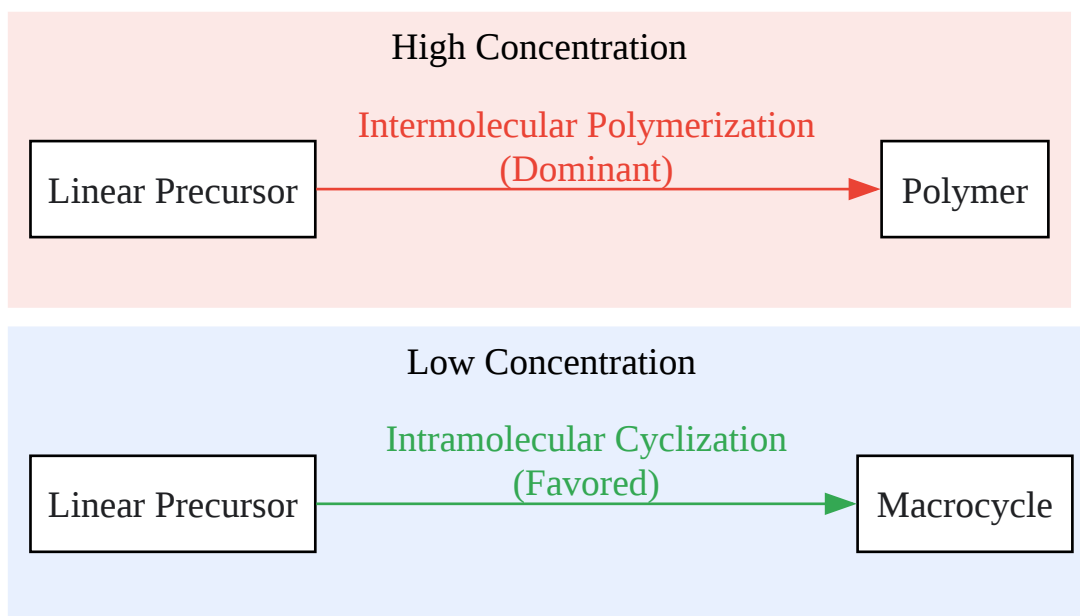 High Concentration
Intermolecular Polymerization
(Dominant)
Linear Precursor
Polymer
Low Concentration
Intramolecular Cyclization
(Favored)
Linear Precursor
Macrocycle